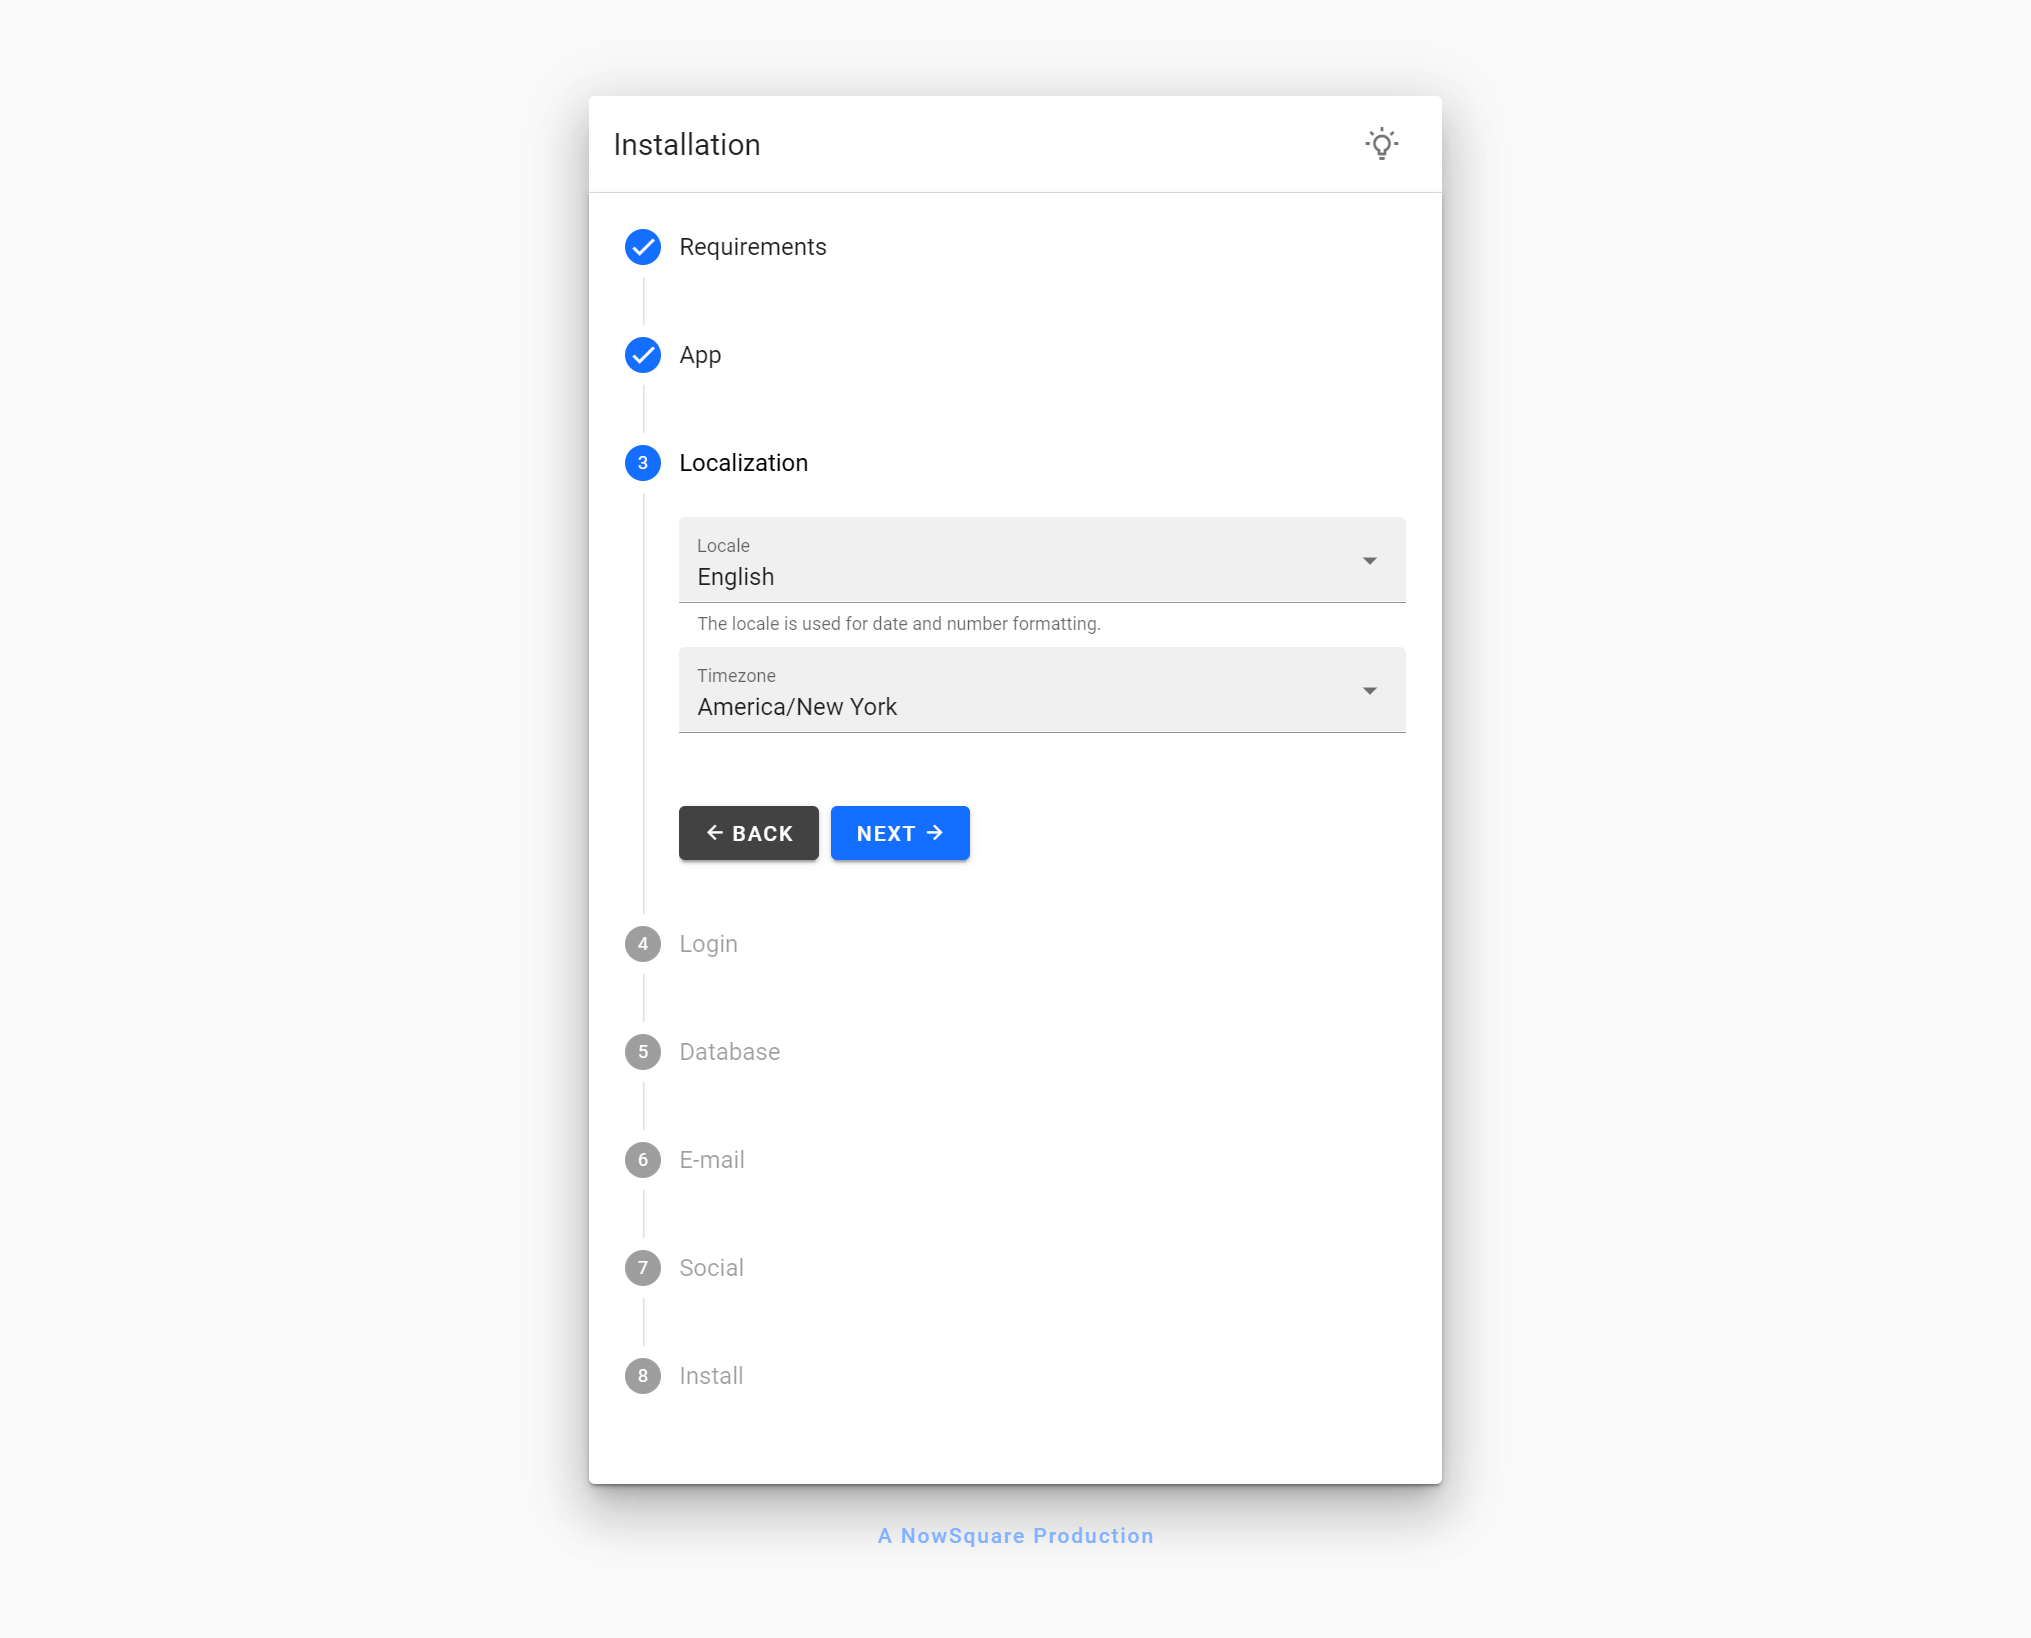 Installation
Requirements
App
3 Localization
Locale
English
The locale is used for date and number formatting.
Timezone
America/New York
BACK NEXT
4 Login
5 Database
6 E-mail
7 Social
8 Install
A NowSquare Production